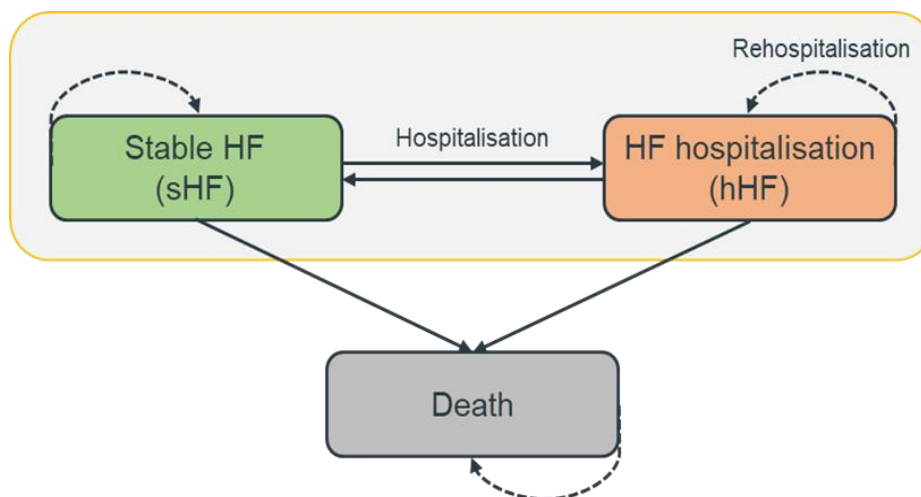 Rehospitalisation
Stable HF
(sHF)
Hospitalisation
HF hospitalisation
(hHF)
Death